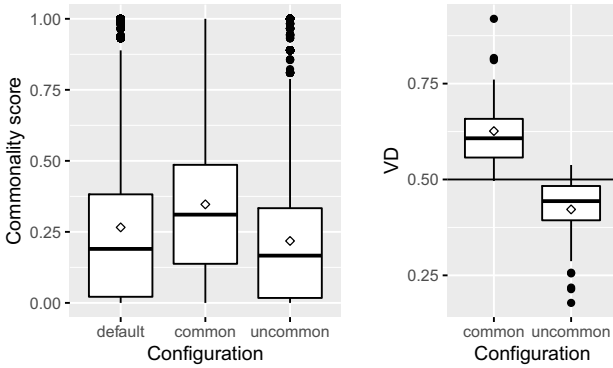 Commonality score
1.00
0.75
0.50
0.25
0.00
default common uncommon
Configuration
VD
0.75
0.50
0.25
common uncommon
Configuration